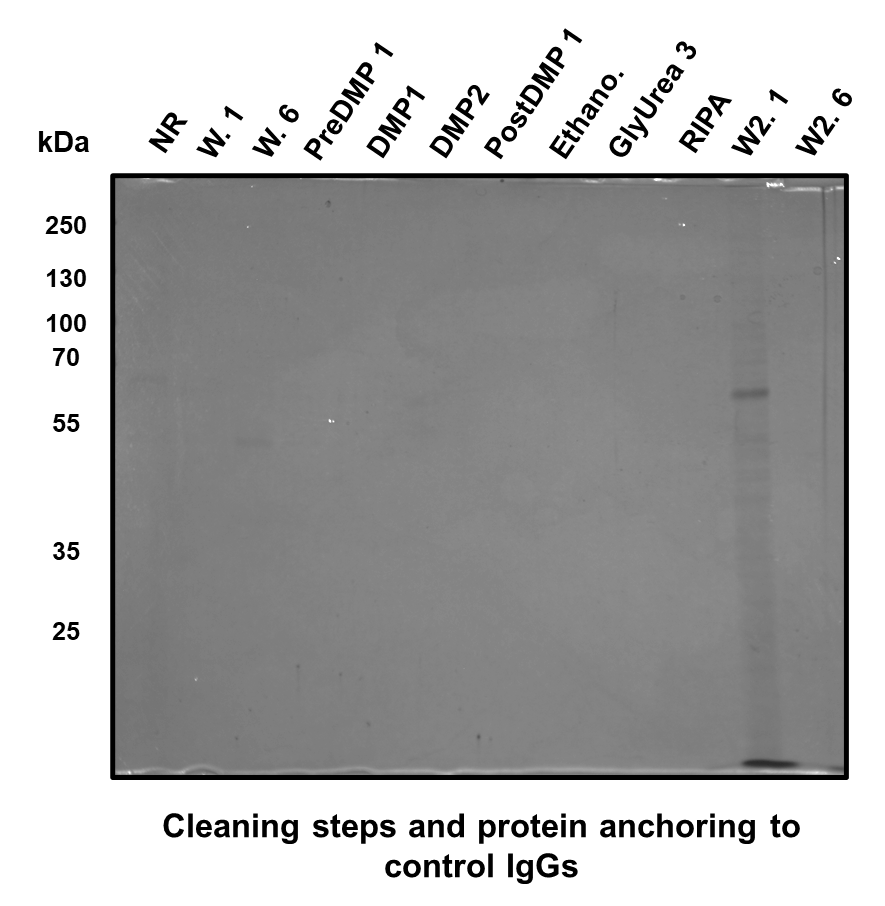 kDa
NR
W. 1
W. 6
PreDMP 1
DMP1
DMP2
PostDMP 1
Ethano.
GlyUrea 3
RIPA
W2. 1
W2. 6
250
130
100
70
55
35
25
Cleaning steps and protein anchoring to
control IgGs